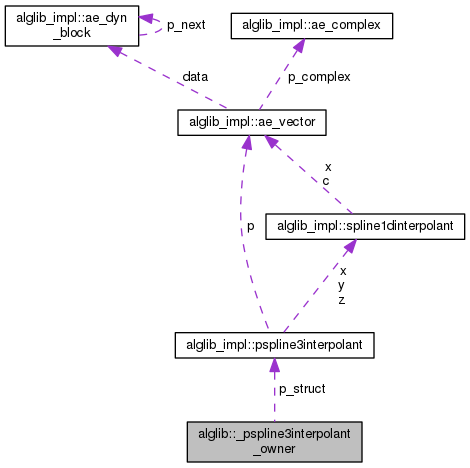 alglib_impl::ae_dyn
_block
p_next
alglib_impl::ae_complex
data
p_complex
alglib_impl::ae_vector
x
c
p
alglib_impl::spline1dinterpolant
x
y
z
alglib_impl::pspline3interpolant
p_struct
alglib::_pspline3interpolant
_owner